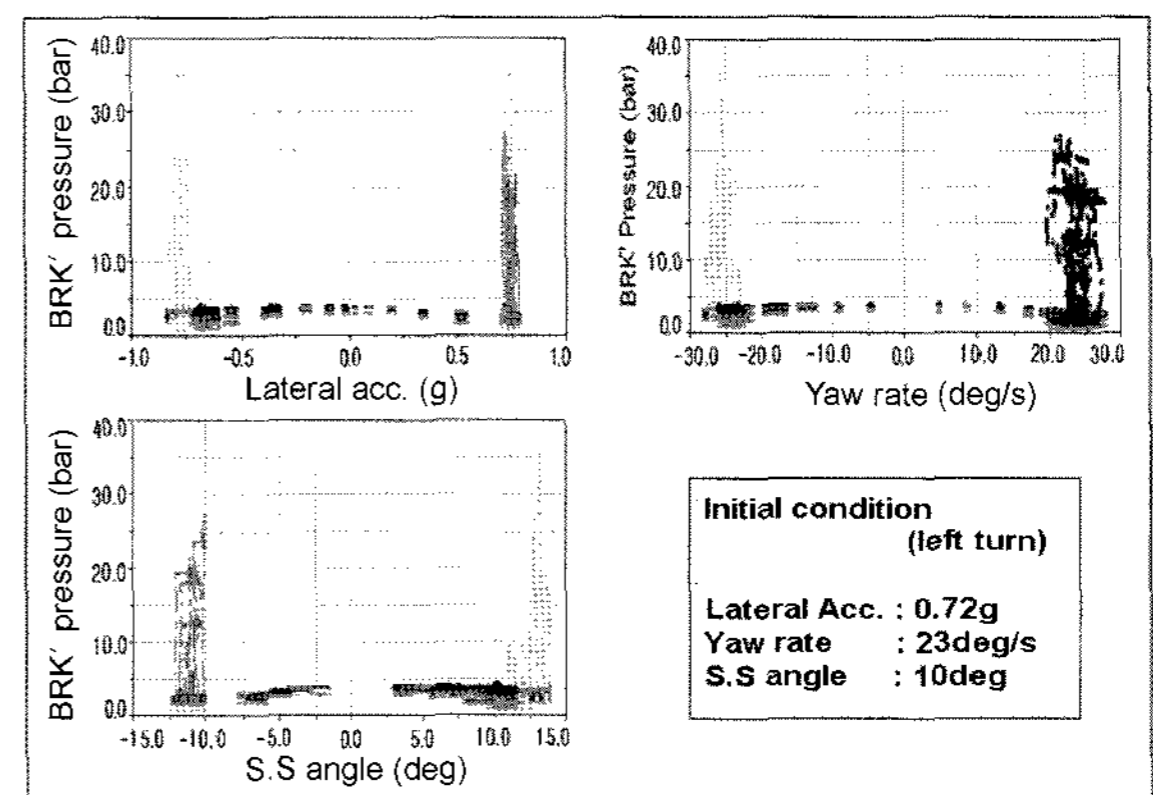 BRK' pressure (bar)
40.0
30.0
20.0
10.0
0.0
-1.0 -0.5 0.0 0.5 1.0
Lateral acc. (g)
BRK' Pressure (bar)
40.0
30.0
20.0
10.0
0.0
-30.0 -20.0 -10.0 0.0 10.0 20.0 30.0
Yaw rate (deg/s)
BRK' pressure (bar)
40.0
30.0
20.0
10.0
0.0
-15.0 -10.0 -5.0 0.0 5.0 10.0 15.0
S.S angle (deg)
Initial condition
(left turn)
Lateral Acc. : 0.72g
Yaw rate : 23deg/s
S.S angle : 10deg